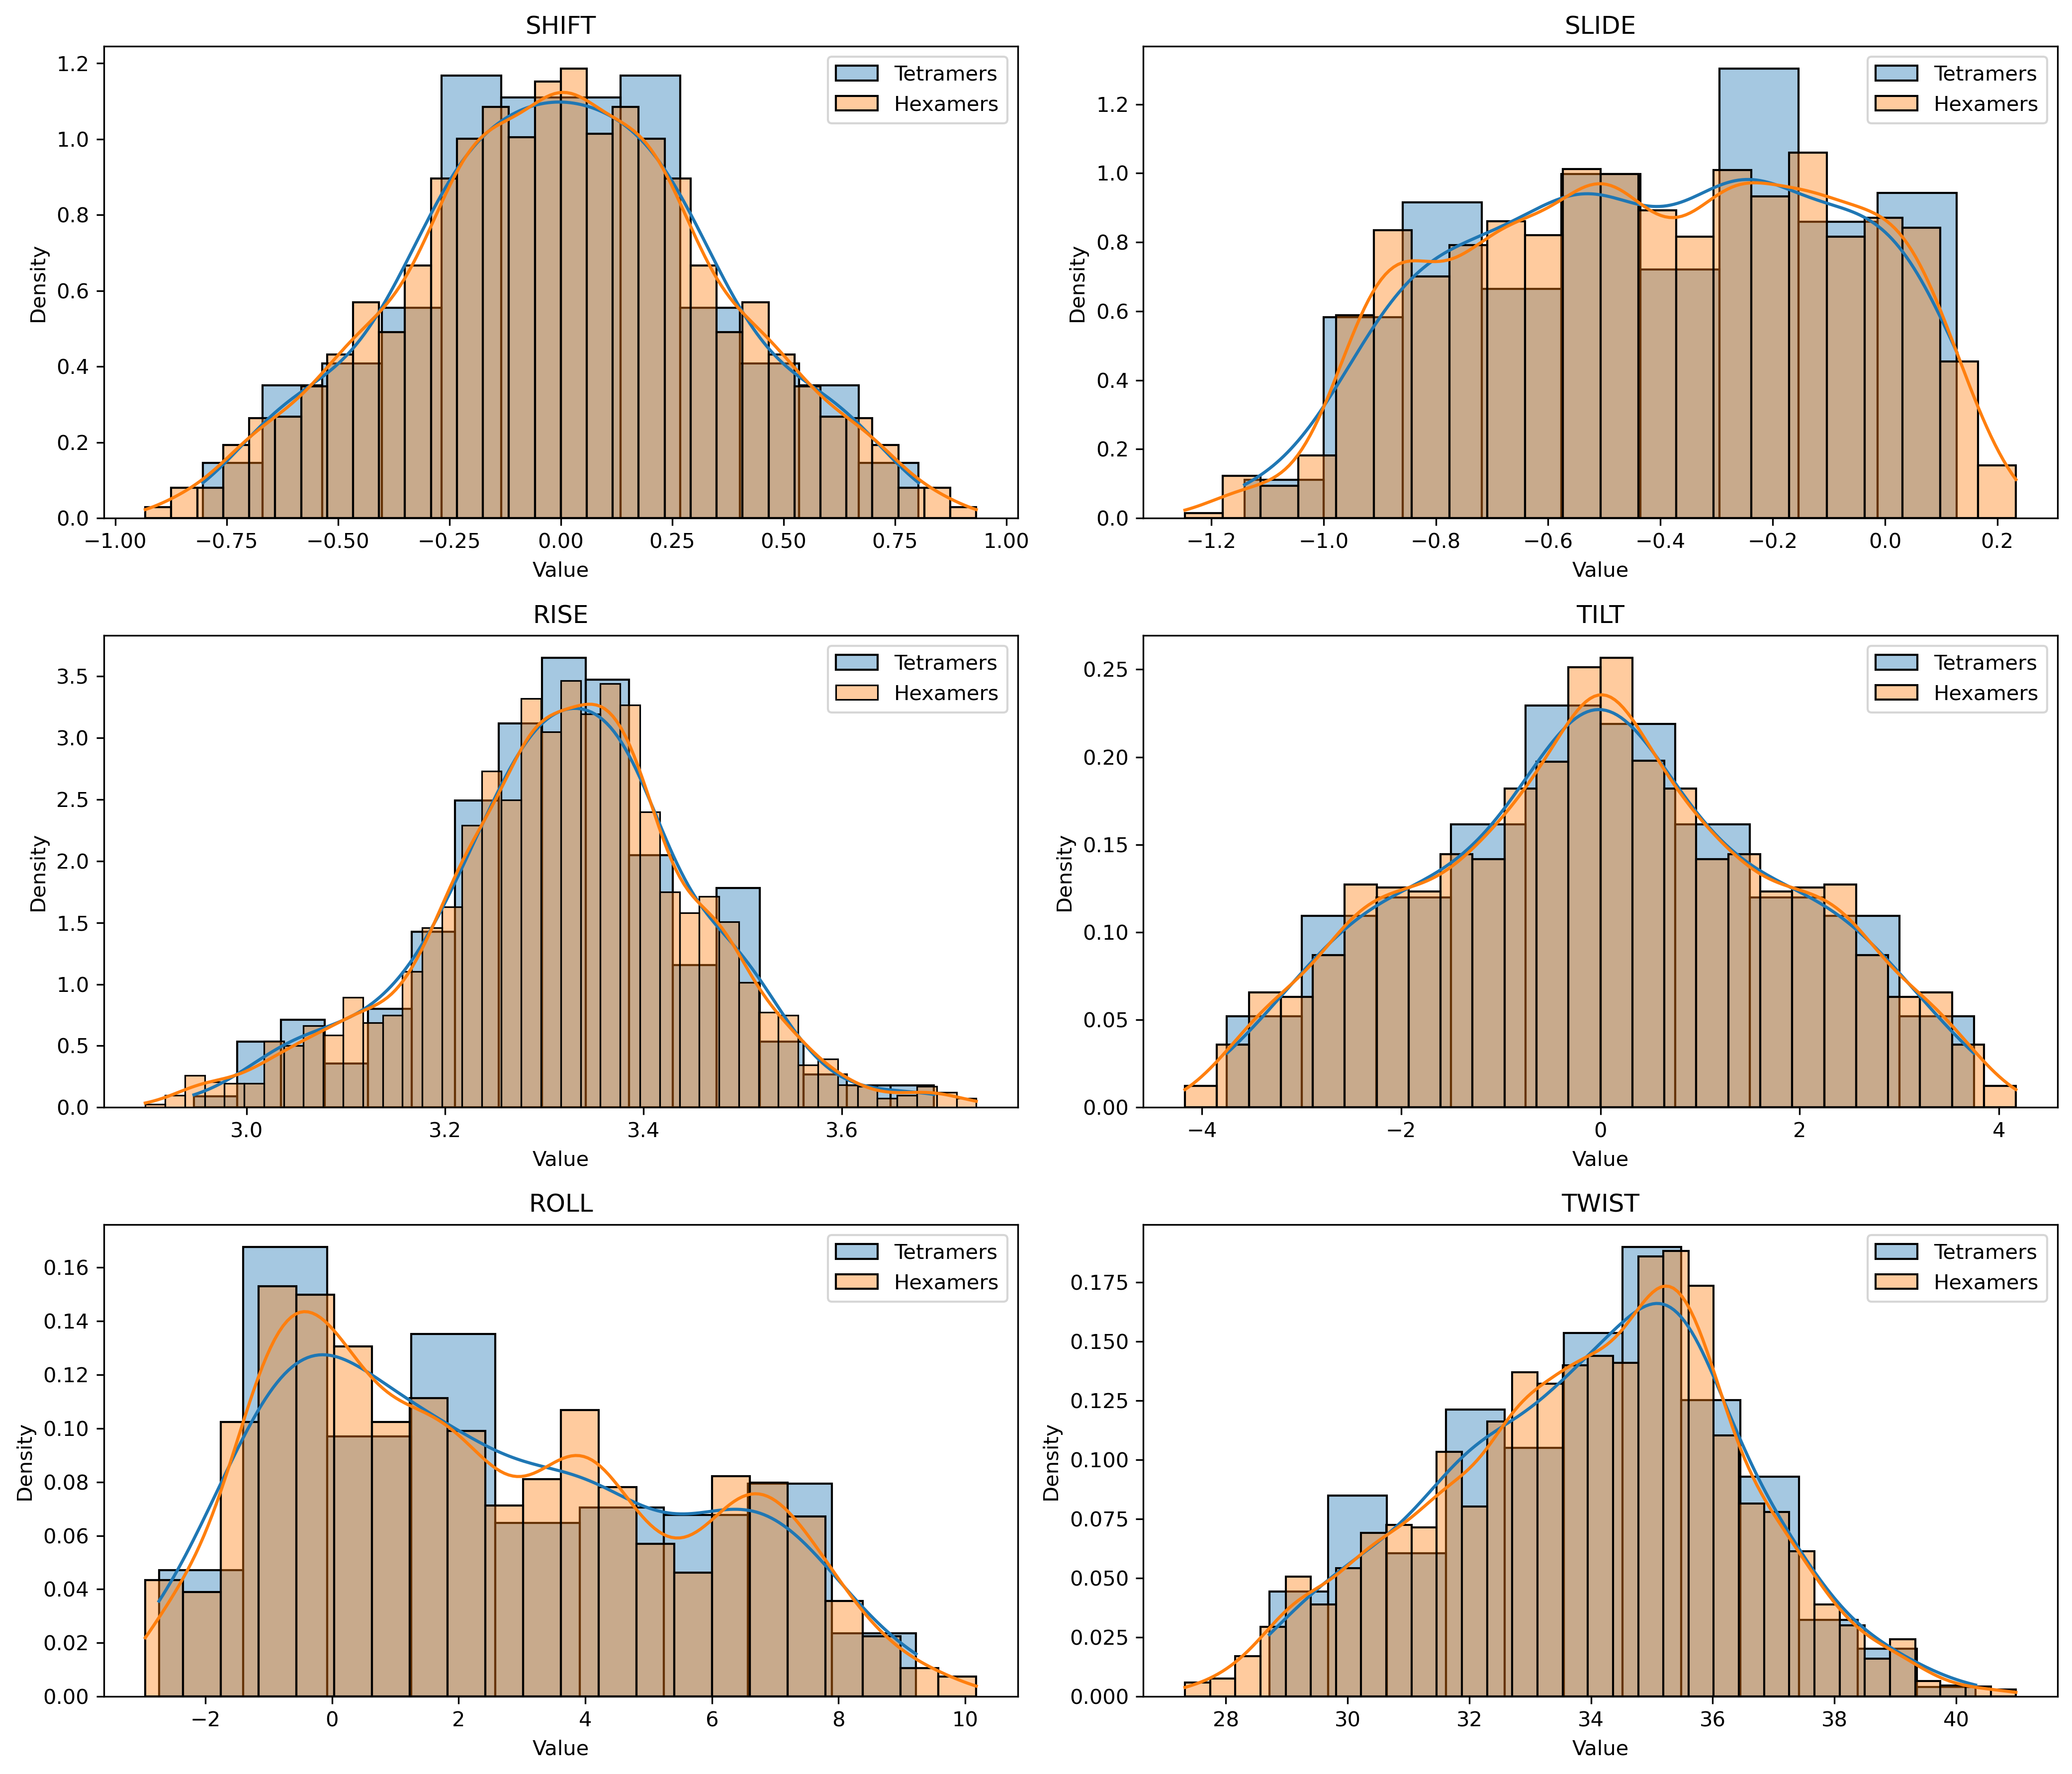 SHIFT
Density
1.2
1.0
0.8
0.6
0.4
0.2
0.0
Tetramers
Hexamers
−1.00 −0.75 −0.50 −0.25 0.00 0.25 0.50 0.75 1.00
Value
SLIDE
Density
1.2
1.0
0.8
0.6
0.4
0.2
0.0
Tetramers
Hexamers
−1.2 −1.0 −0.8 −0.6 −0.4 −0.2 0.0 0.2
Value
RISE
Density
3.5
3.0
2.5
2.0
1.5
1.0
0.5
0.0
Tetramers
Hexamers
3.0 3.2 3.4 3.6
Value
TILT
Density
0.25
0.20
0.15
0.10
0.05
0.00
Tetramers
Hexamers
−4 −2 0 2 4
Value
ROLL
Density
0.16
0.14
0.12
0.10
0.08
0.06
0.04
0.02
0.00
Tetramers
Hexamers
−2 0 2 4 6 8 10
Value
TWIST
Density
0.175
0.150
0.125
0.100
0.075
0.050
0.025
0.000
Tetramers
Hexamers
28 30 32 34 36 38 40
Value